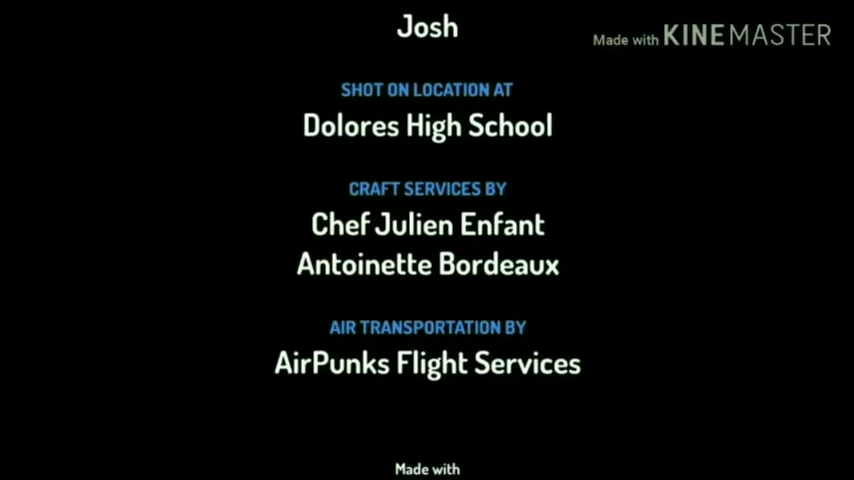 Josh
Made with KINEMASTER
SHOT ON LOCATION AT
Dolores High School
CRAFT SERVICES BY
Chef Julien Enfant
Antoinette Bordeaux
AIR TRANSPORTATION BY
AirPunks Flight Services
Made with